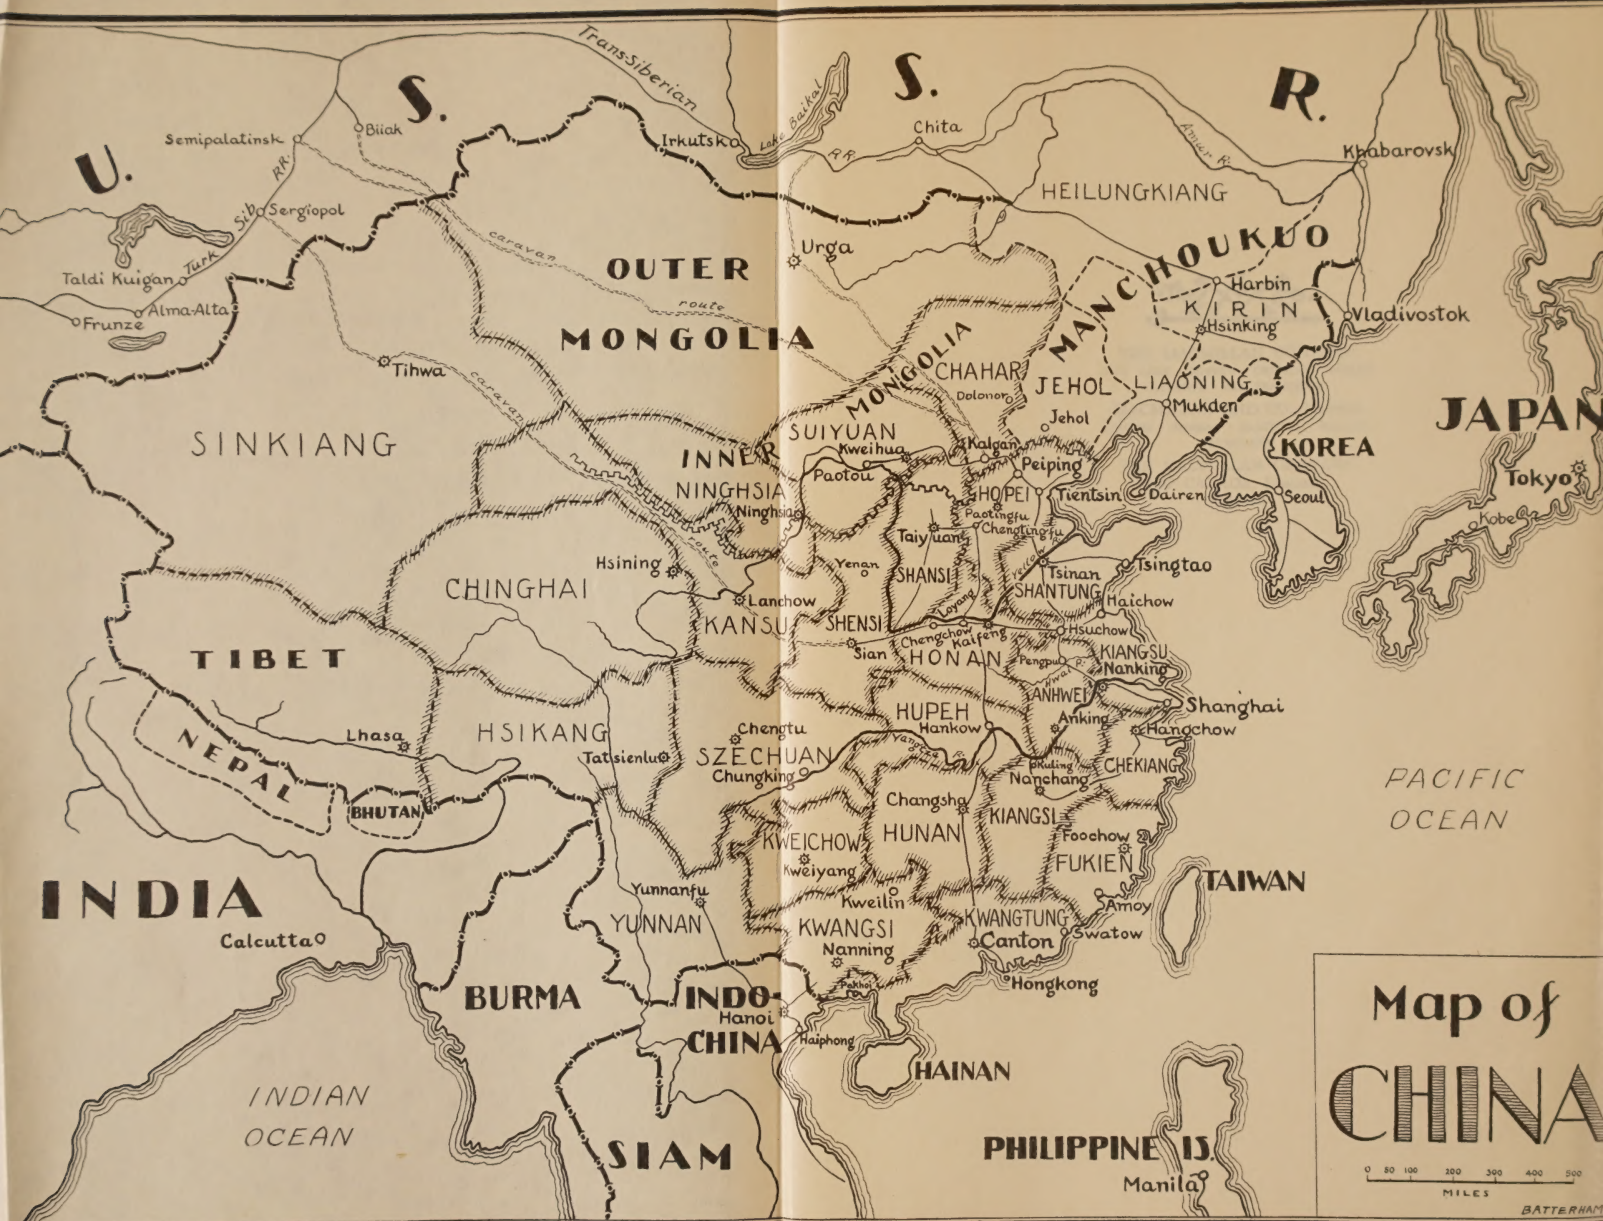 U. S. S. R.
Trans-Siberian
Lake Baikal
Irkutsk
Chita
R.R.
Amur R.
Khabarovsk
Semipalatinsk
Biiak
RR.
Sib
Sergiopol
Turk
Taldi Kuigan
Alma-Alta
Frunze
HEILUNGKIANG
MANCHOUKUO
Urga
caravan
route
OUTER
MONGOLIA
Harbin
KIRIN
Hsinking
Vladivostok
Tihwa
caravan
route
MONGOLIA
CHAHAR
Dolonor
JEHOL
Jehol
LIAONING
Mukden
JAPAN
Tokyo
Kobe
KOREA
Seoul
SINKIANG
INNER
SUIYUAN
Kweihua
Paotou
Kalgan
Peiping
NINGHSIA
Ninghsia
HOPEI
Tientsin
Dairen
Paotingfu
Chengtingfu
Taiyuan
Yellow R.
Hsining
Yenan
SHANSI
Tsinan
Tsingtao
SHANTUNG
CHINGHAI
Lanchow
KANSU
SHENSI
Loyang
Haichow
Chengchow
Kaifeng
Hsuchow
Sian
HONAN
Pengpu
Hwai R.
KIANGSU
Nanking
TIBET
ANHWEI
Shanghai
HUPEH
Hankow
Anking
Hangchow
Lhasa
HSIKANG
Tatsienlu
Chengtu
SZECHUAN
Chungking
Yangtze R.
Kuling
Nanchang
CHEKIANG
NEPAL
BHUTAN
PACIFIC
OCEAN
Changsha
HUNAN
KIANGSI
KWEICHOW
Kweiyang
Foochow
FUKIEN
TAIWAN
INDIA
Calcutta
Yunnanfu
YUNNAN
Kweilin
KWANGSI
Nanning
KWANGTUNG
Canton
Amoy
Swatow
Hongkong
Pakhoi
BURMA
INDO-
CHINA
Hanoi
Haiphong
HAINAN
INDIAN
OCEAN
SIAM
PHILIPPINE IS.
Manila
Map of
CHINA
0 50 100 200 300 400 500
MILES
BATTERHAM